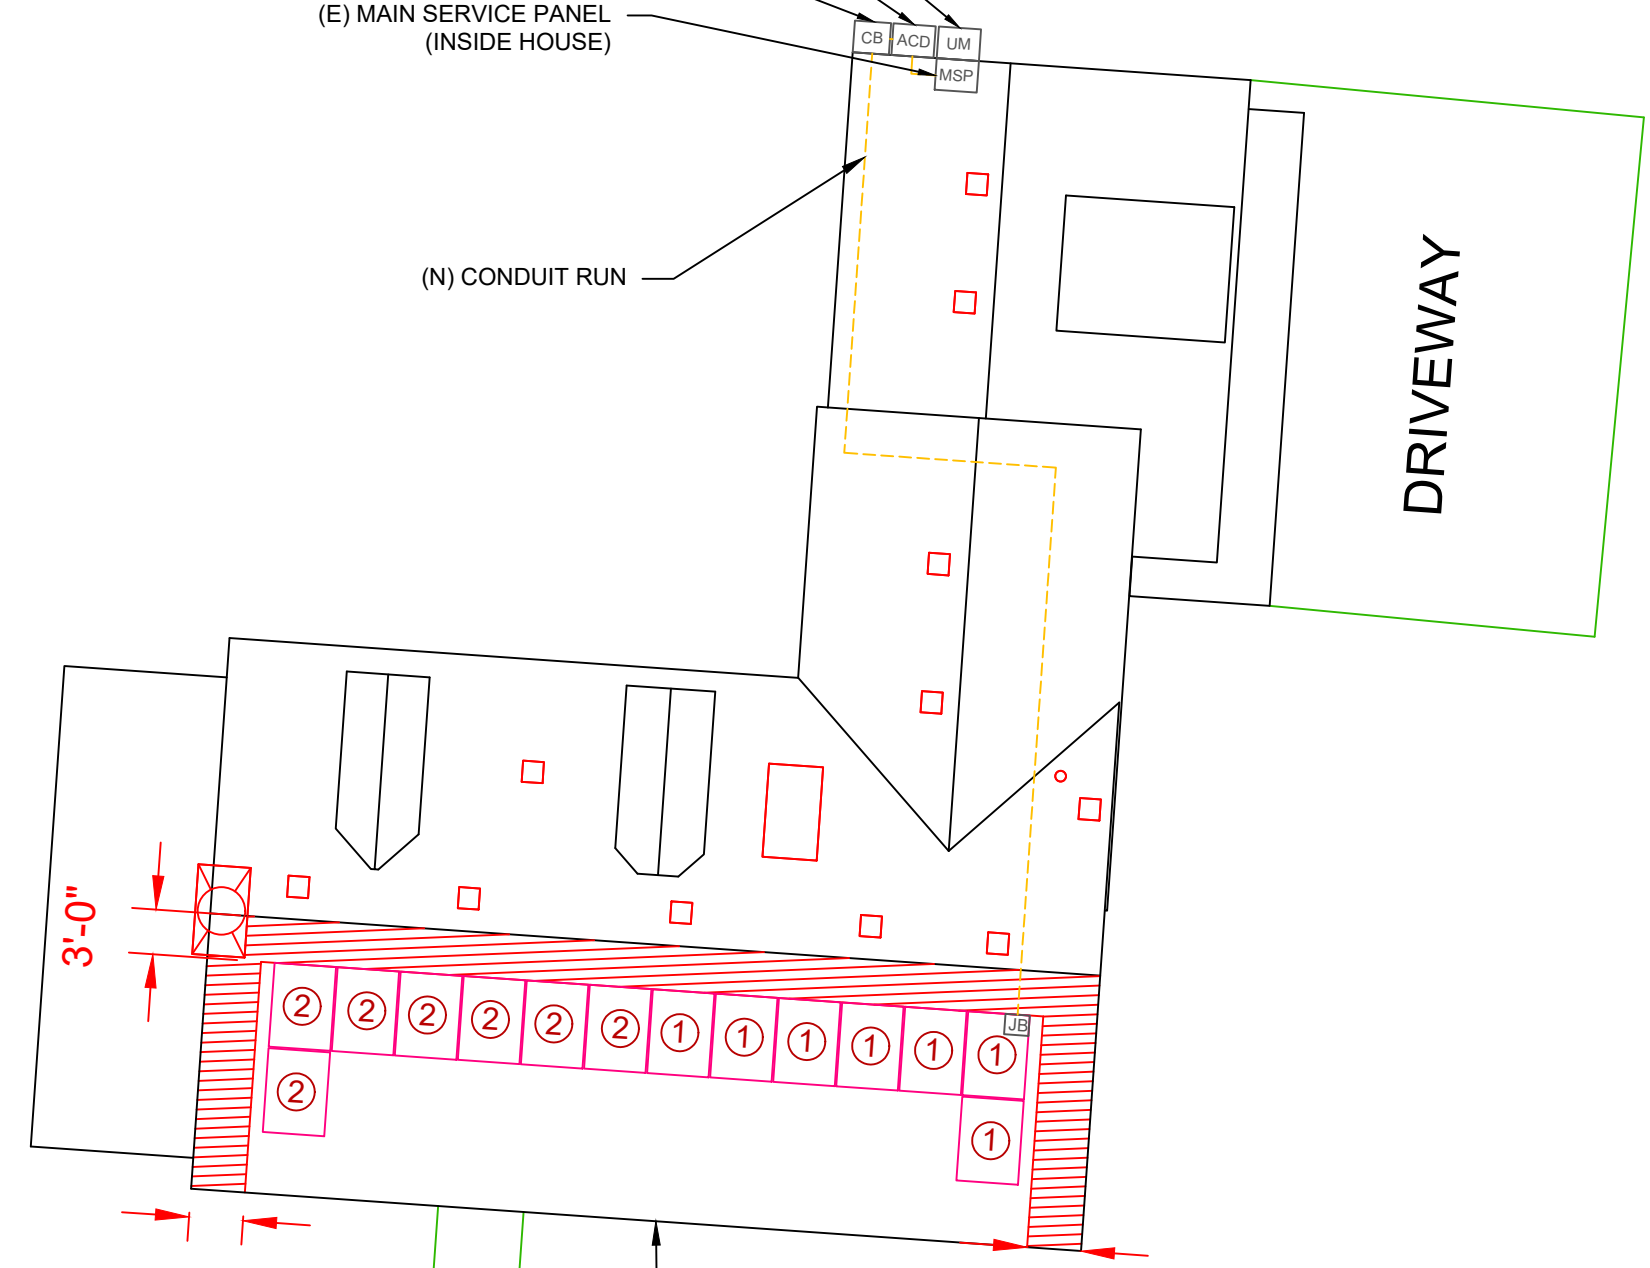 (E) MAIN SERVICE PANEL
(INSIDE HOUSE)
CB ACD UM
MSP
(N) CONDUIT RUN
DRIVEWAY
3'-0"
JB
2 2 2 2 2 2 1 1 1 1 1 1
2 1